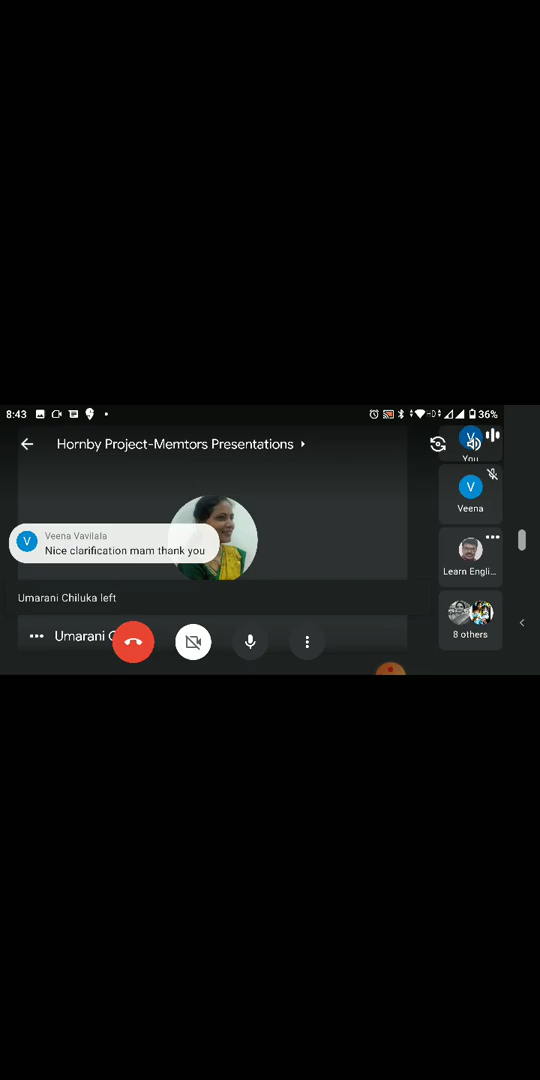 8:43
36%
Hornby Project-Memtors Presentations
You
Veena
Veena Vavilala
Nice clarification mam thank you
Learn Engli...
Umarani Chiluka left
Umarani
8 others